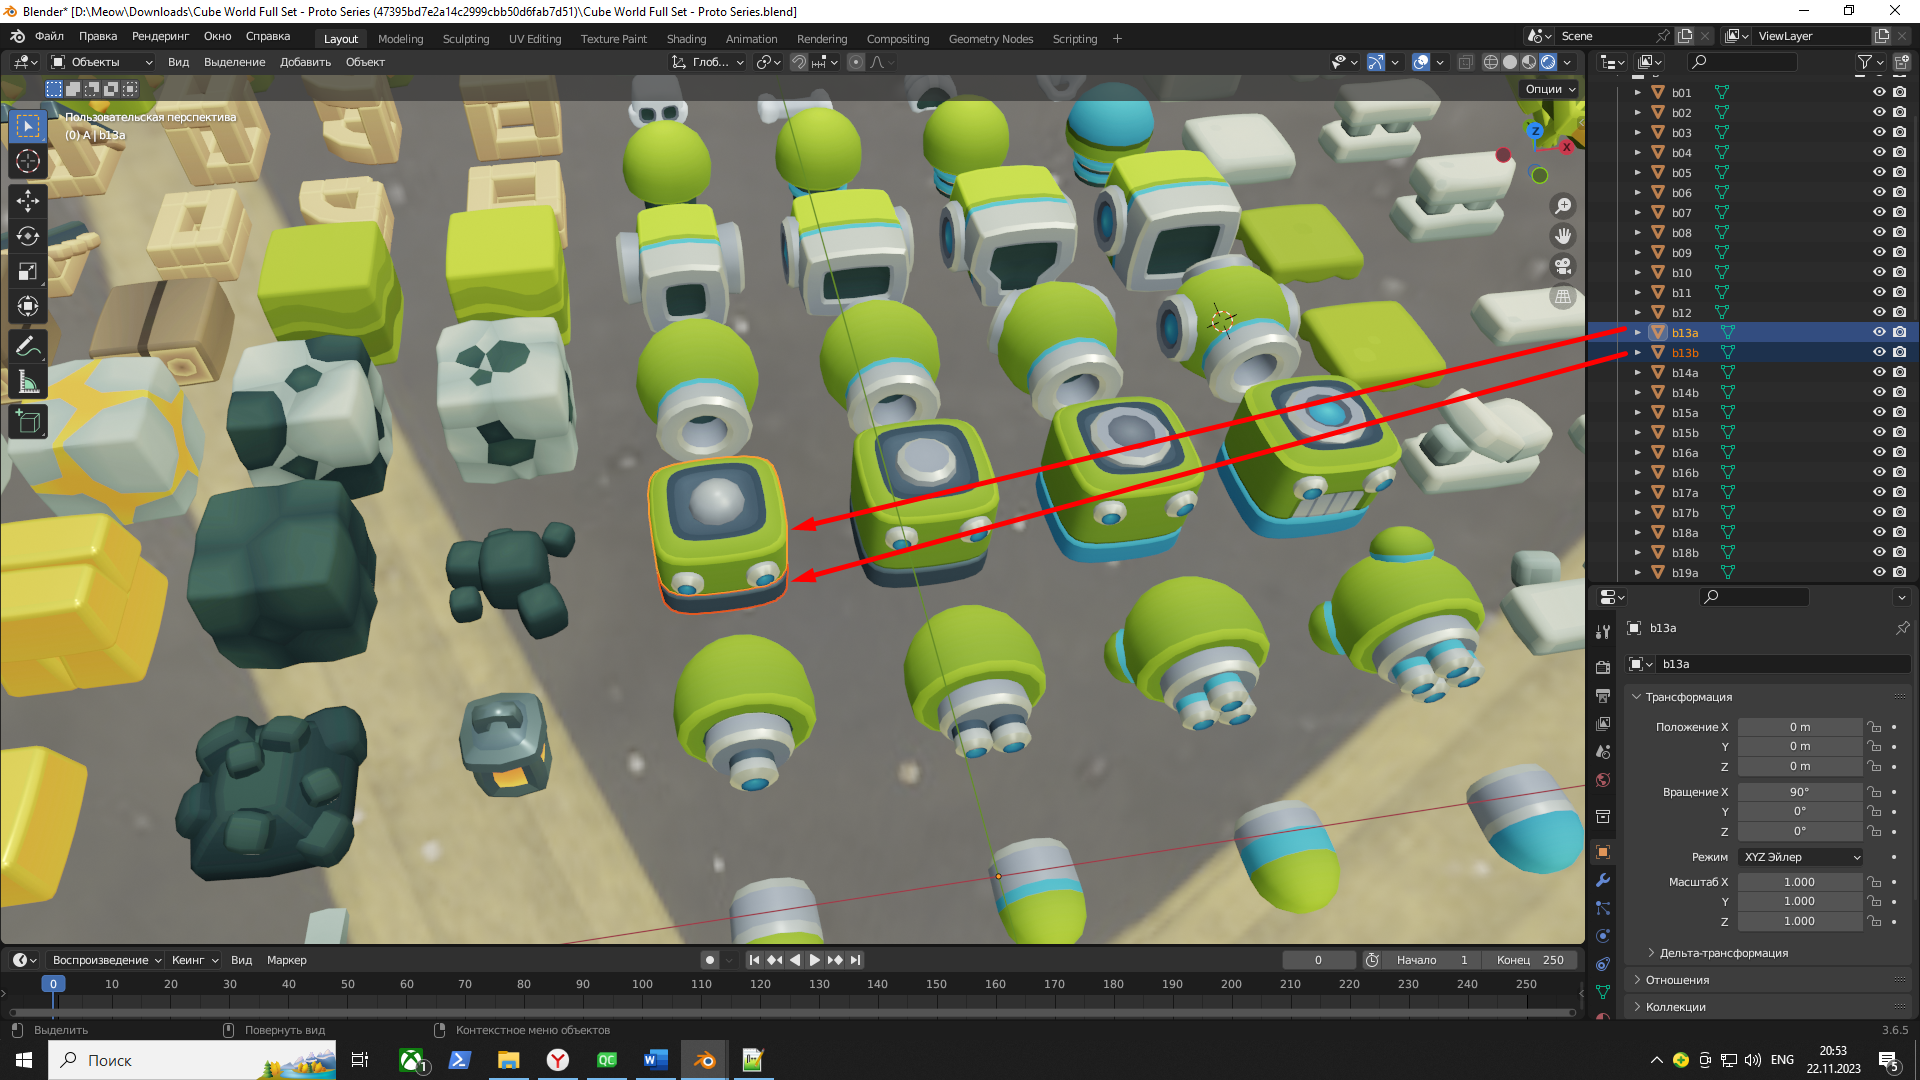 Blender* [D:\Meow\Downloads\Cube World Full Set - Proto Series (47395bd7e2a14c2999cbb50d6fab7d51)\Cube World Full Set - Proto Series.blend]
Файл Правка Рендеринг Окно Справка Layout Modeling Sculpting UV Editing Texture Paint Shading Animation Rendering Compositing Geometry Nodes Scripting + Scene ViewLayer
Объекты Вид Выделение Добавить Объект Глоб...
Опции
Пользовательская перспектива
(0) A | b13a
Z
X
b01
b02
b03
b04
b05
b06
b07
b08
b09
b10
b11
b12
b13a
b13b
b14a
b14b
b15a
b15b
b16a
b16b
b17a
b17b
b18a
b18b
b19a
b13a
b13a
Трансформация
Положение X 0 m
Y 0 m
Z 0 m
Вращение X 90°
Y 0°
Z 0°
Режим XYZ Эйлер
Масштаб X 1.000
Y 1.000
Z 1.000
Дельта-трансформация
Отношения
Коллекции
Воспроизведение Кеинг Вид Маркер 0 Начало 1 Конец 250
0 10 20 30 40 50 60 70 80 90 100 110 120 130 140 150 160 170 180 190 200 210 220 230 240 250
Выделить Повернуть вид Контекстное меню объектов 3.6.5
Поиск 1 QC ENG 20:53
22.11.2023 5